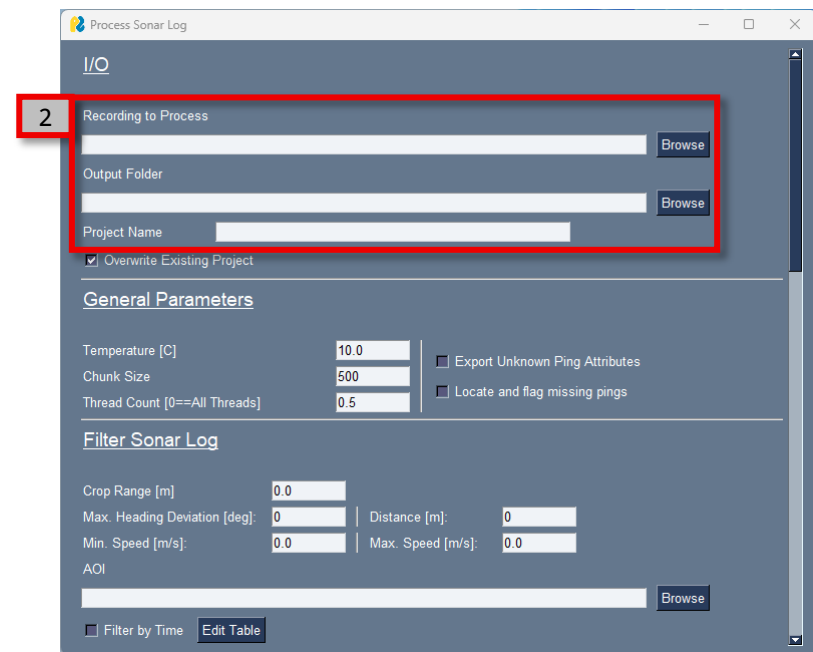 Process Sonar Log
I/O
2
Recording to Process
Browse
Output Folder
Browse
Project Name
Overwrite Existing Project
General Parameters
Temperature [C] 10.0
Export Unknown Ping Attributes
Chunk Size 500
Locate and flag missing pings
Thread Count [0==All Threads] 0.5
Filter Sonar Log
Crop Range [m] 0.0
Max. Heading Deviation [deg]: 0 Distance [m]: 0
Min. Speed [m/s]: 0.0 Max. Speed [m/s]: 0.0
AOI
Browse
Filter by Time Edit Table